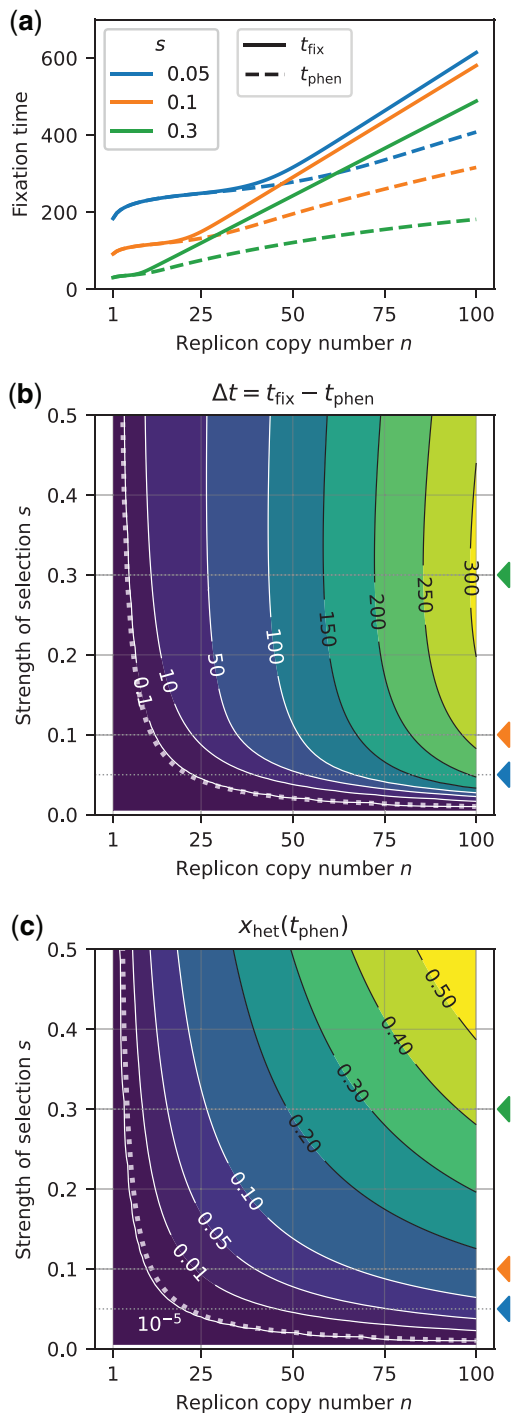 (a)
600
400
200
0
Fixation time
s
0.05
0.1
0.3
t_fix
t_phen
1 25 50 75 100
Replicon copy number n
(b)
Δt = t_fix − t_phen
0.5
0.4
0.3
0.2
0.1
0.0
Strength of selection s
0.1
10
50
100
150
200
250
300
1 25 50 75 100
Replicon copy number n
(c)
x_het(t_phen)
0.5
0.4
0.3
0.2
0.1
0.0
Strength of selection s
10⁻⁵
0.01
0.05
0.10
0.20
0.30
0.40
0.50
1 25 50 75 100
Replicon copy number n